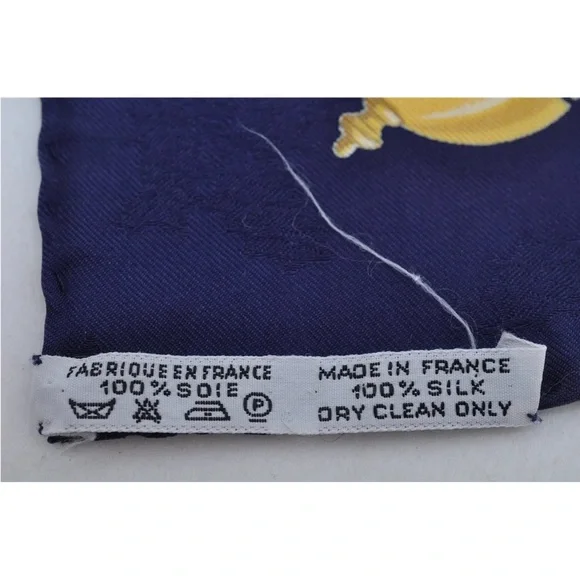 FABRIQUE EN FRANCE
100% SOIE
P
MADE IN FRANCE
100% SILK
DRY CLEAN ONLY